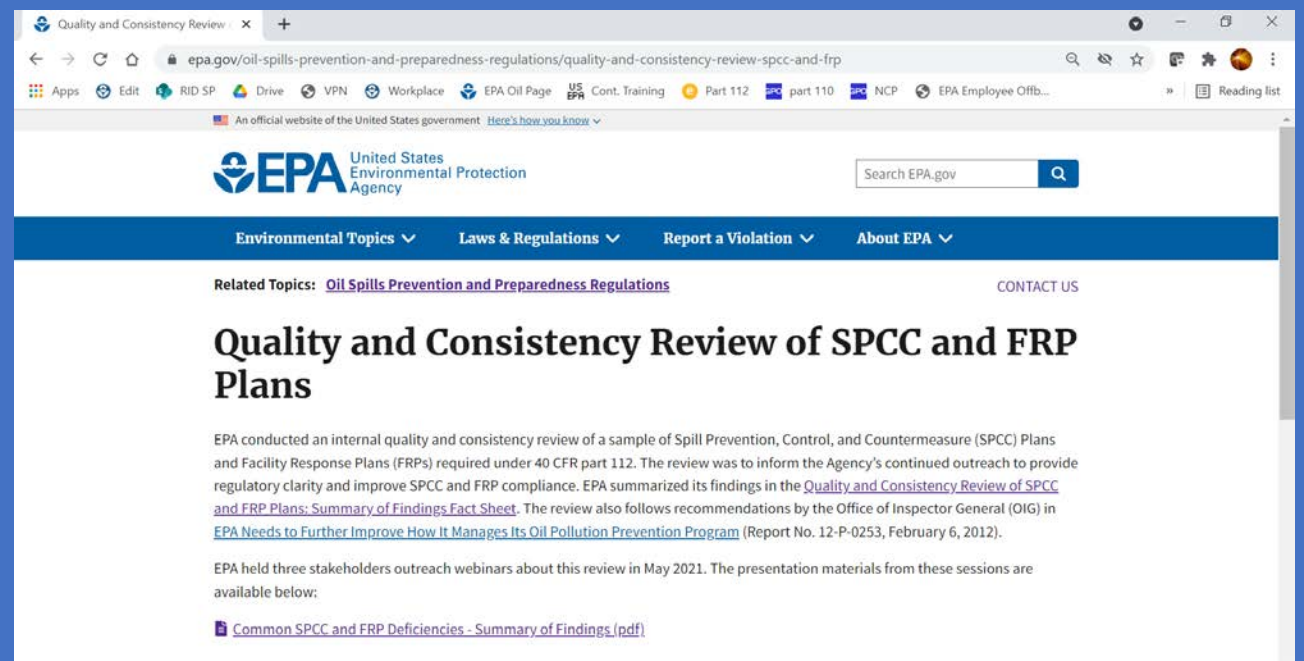 Quality and Consistency Review
epa.gov/oil-spills-prevention-and-preparedness-regulations/quality-and-consistency-review-spcc-and-frp
Apps Edit RID SP Drive VPN Workplace EPA Oil Page US EPA Cont. Training Part 112 part 110 NCP EPA Employee Offb... » Reading list
An official website of the United States government Here's how you know
EPA United States
Environmental Protection
Agency
Search EPA.gov
Environmental Topics Laws & Regulations Report a Violation About EPA
Related Topics: Oil Spills Prevention and Preparedness Regulations CONTACT US
Quality and Consistency Review of SPCC and FRP
Plans
EPA conducted an internal quality and consistency review of a sample of Spill Prevention, Control, and Countermeasure (SPCC) Plans
and Facility Response Plans (FRPs) required under 40 CFR part 112. The review was to inform the Agency's continued outreach to provide
regulatory clarity and improve SPCC and FRP compliance. EPA summarized its findings in the Quality and Consistency Review of SPCC
and FRP Plans: Summary of Findings Fact Sheet. The review also follows recommendations by the Office of Inspector General (OIG) in
EPA Needs to Further Improve How It Manages Its Oil Pollution Prevention Program (Report No. 12-P-0253, February 6, 2012).
EPA held three stakeholders outreach webinars about this review in May 2021. The presentation materials from these sessions are
available below:
Common SPCC and FRP Deficiencies - Summary of Findings (pdf)